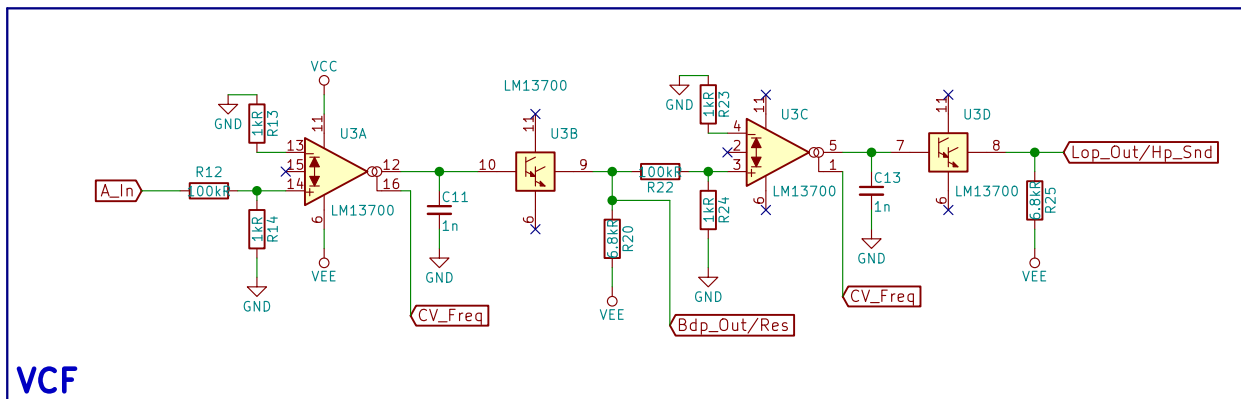 VCC
LM13700
GND
R13
1kR
11
U3A
13
15
14
12
16
6
LM13700
R12
100kR
A_In
R14
1kR
GND
VEE
C11
1n
GND
CV_Freq
10
11
U3B
6
9
R20
6.8kR
VEE
Bdp_Out/Res
R22
100kR
GND
R23
1kR
4
2
3
11
U3C
5
1
6
LM13700
R24
1kR
GND
C13
1n
GND
CV_Freq
7
11
U3D
8
6
LM13700
Lop_Out/Hp_Snd
R25
6.8kR
VEE
VCF